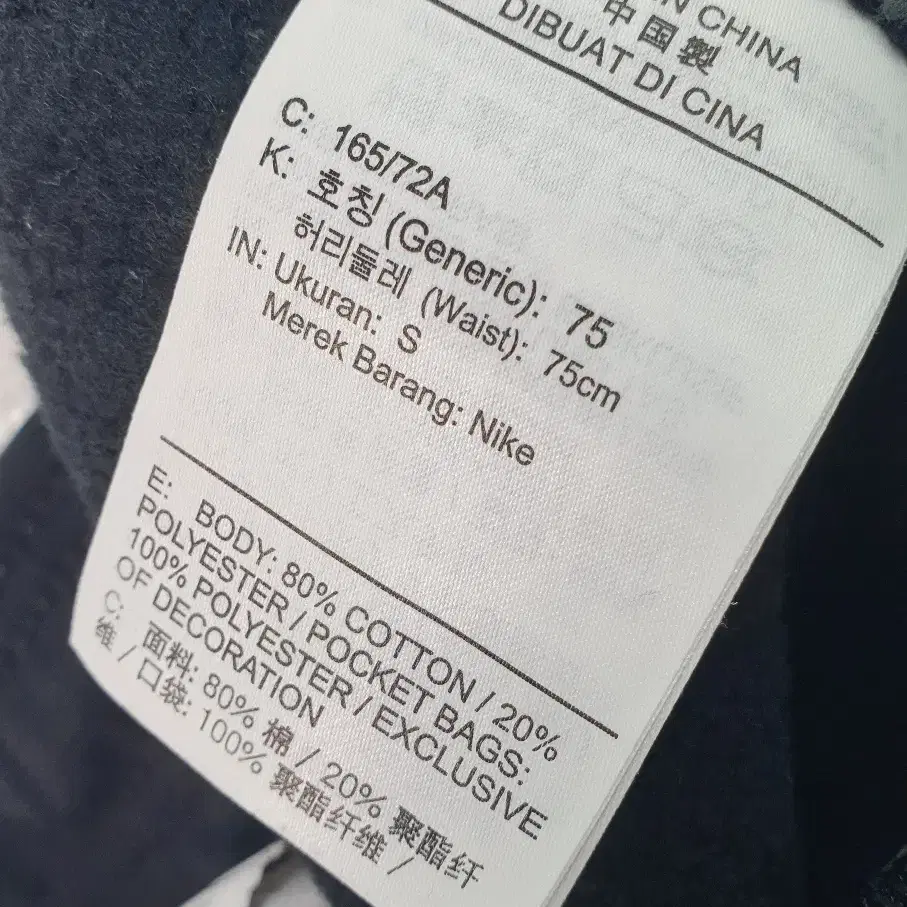 IN CHINA
中国製
DIBUAT DI CINA
C: 165/72A
K: 호칭 (Generic): 75
허리둘레 (Waist): 75cm
IN: Ukuran: S
Merek Barang: Nike
E: BODY: 80% COTTON / 20%
POLYESTER / POCKET BAGS:
100% POLYESTER / EXCLUSIVE
OF DECORATION
C: 面料: 80% 棉 / 20% 聚酯纤
维 / 口袋: 100% 聚酯纤维 /